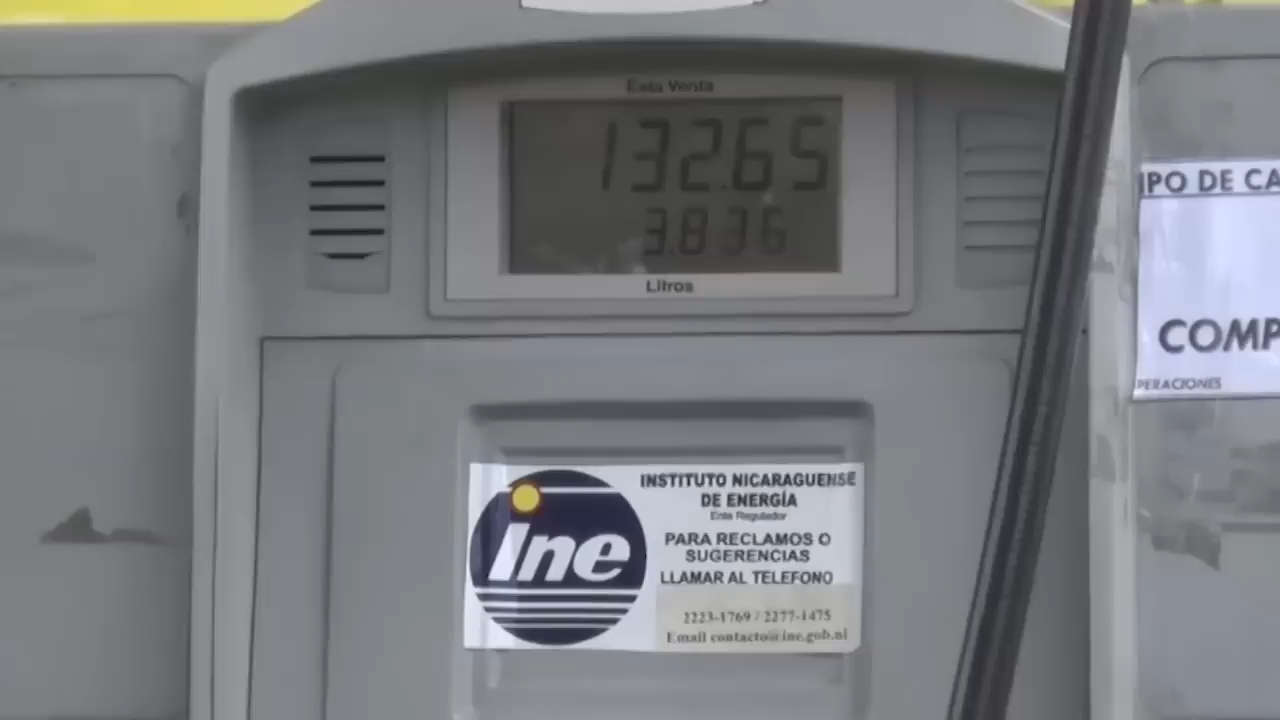 Esta Venta
132.65
3.836
Litros
IPO DE CA
COMP
PERACIONES
ine
INSTITUTO NICARAGUENSE
DE ENERGÍA
Ente Regulador
PARA RECLAMOS O
SUGERENCIAS
LLAMAR AL TELEFONO
2223-1769 / 2277-1475
Email contacto@ine.gob.ni